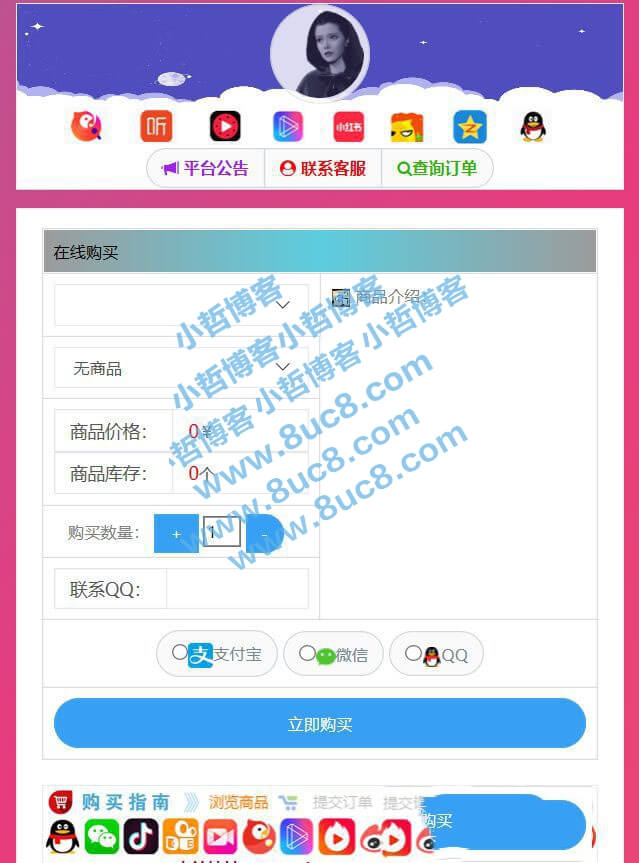 听
小红书
平台公告 联系客服 查询订单
在线购买
商品介绍:
无商品
商品价格: 0 ¥
商品库存: 0个
购买数量: + 1 -
联系QQ:
小哲博客小哲博客
小哲博客 小哲博客
小哲博客 小哲博客
www.8uc8.com
www.8uc8.com
www.8uc8.com
支 支付宝 微信 QQ
立即购买
购买指南 浏览商品 提交订单 提交
购买